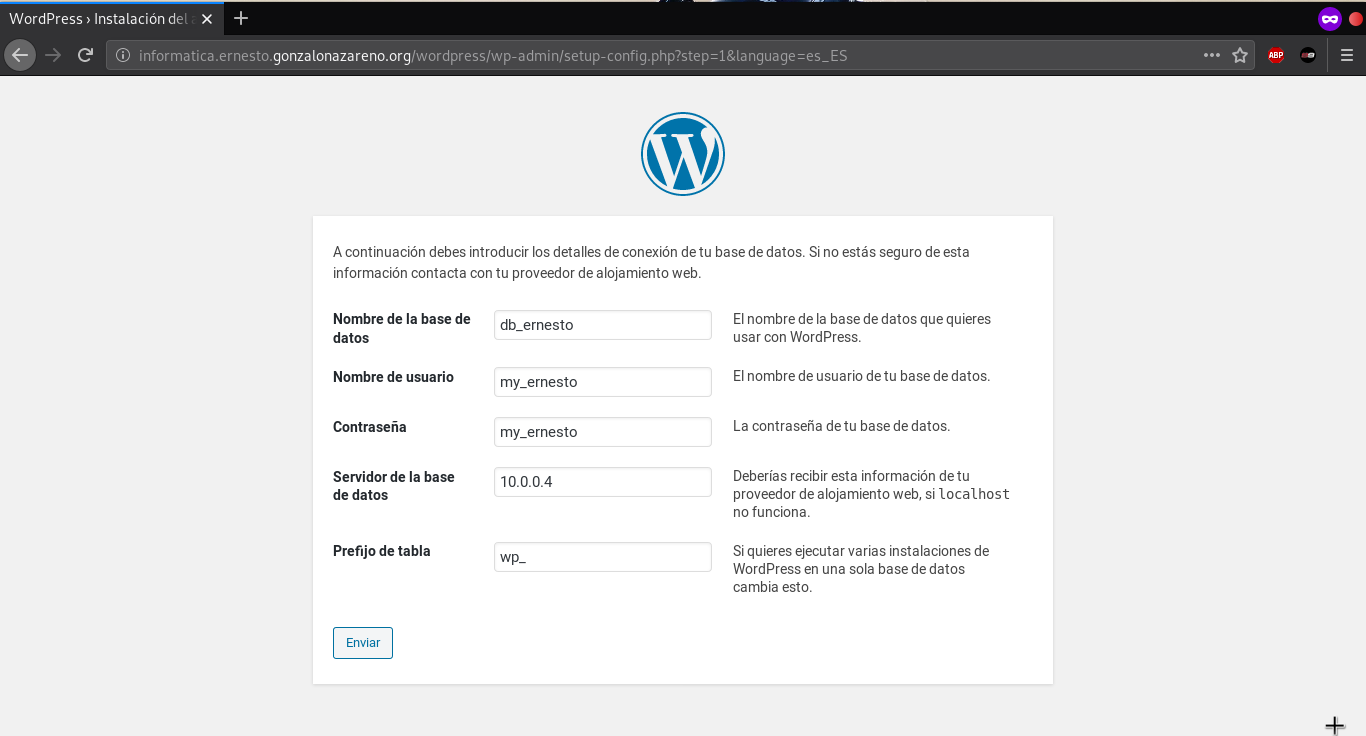 WordPress › Instalación del a
informatica.ernesto.gonzalonazareno.org/wordpress/wp-admin/setup-config.php?step=1&language=es_ES
ABP
A continuación debes introducir los detalles de conexión de tu base de datos. Si no estás seguro de esta
información contacta con tu proveedor de alojamiento web.
Nombre de la base de
datos
db_ernesto
El nombre de la base de datos que quieres
usar con WordPress.
Nombre de usuario
my_ernesto
El nombre de usuario de tu base de datos.
Contraseña
my_ernesto
La contraseña de tu base de datos.
Servidor de la base
de datos
10.0.0.4
Deberías recibir esta información de tu
proveedor de alojamiento web, si localhost
no funciona.
Prefijo de tabla
wp_
Si quieres ejecutar varias instalaciones de
WordPress en una sola base de datos
cambia esto.
Enviar